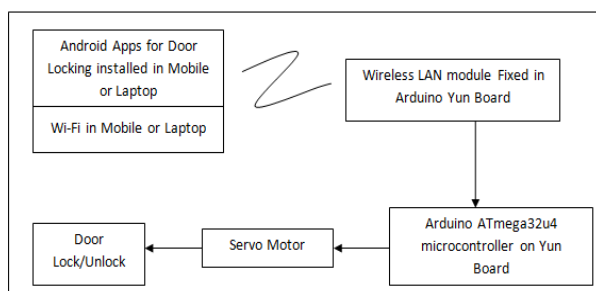 Android Apps for Door
Locking installed in Mobile
or Laptop
Wi-Fi in Mobile or Laptop
Wireless LAN module Fixed in
Arduino Yun Board
Arduino ATmega32u4
microcontroller on Yun
Board
Servo Motor
Door
Lock/Unlock